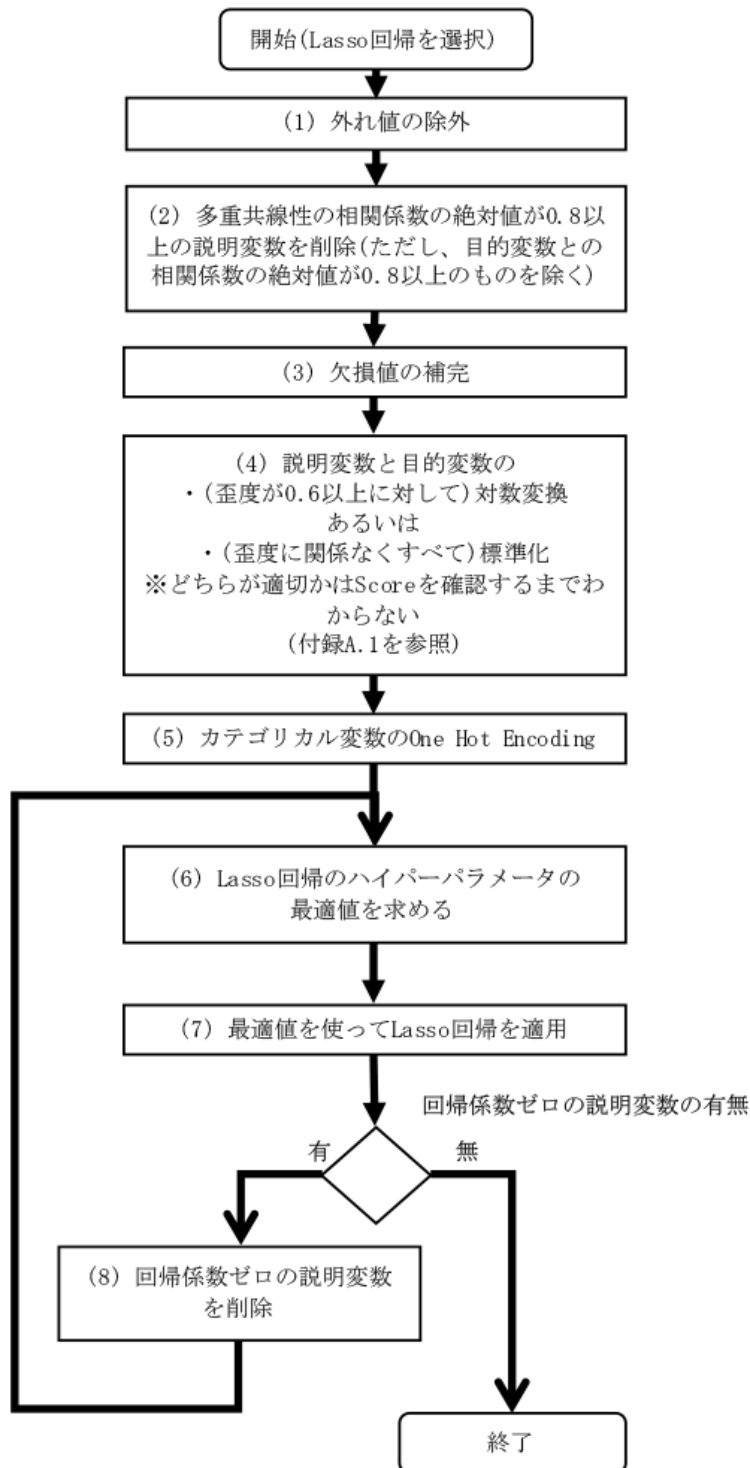 開始(Lasso回帰を選択)
(1) 外れ値の除外
(2) 多重共線性の相関係数の絶対値が0.8以
上の説明変数を削除(ただし、目的変数との
相関係数の絶対値が0.8以上のものを除く)
(3) 欠損値の補完
(4) 説明変数と目的変数の
・(歪度が0.6以上に対して)対数変換
あるいは
・(歪度に関係なくすべて)標準化
※どちらが適切かはScoreを確認するまでわ
からない
(付録A.1を参照)
(5) カテゴリカル変数のOne Hot Encoding
(6) Lasso回帰のハイパーパラメータの
最適値を求める
(7) 最適値を使ってLasso回帰を適用
回帰係数ゼロの説明変数の有無
有
無
(8) 回帰係数ゼロの説明変数
を削除
終了